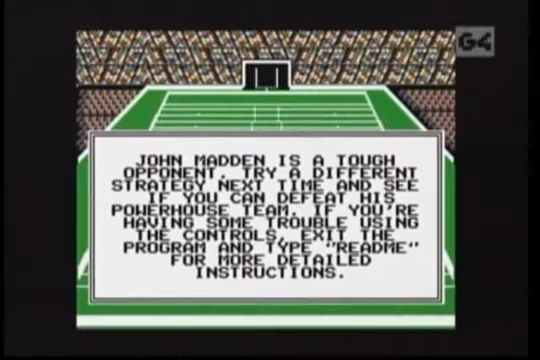 G4
JOHN MADDEN IS A TOUGH
OPPONENT. TRY A DIFFERENT
STRATEGY NEXT TIME AND SEE
IF YOU CAN DEFEAT HIS
POWERHOUSE TEAM. IF YOU'RE
HAVING SOME TROUBLE USING
THE CONTROLS, EXIT THE
PROGRAM AND TYPE "README"
FOR MORE DETAILED
INSTRUCTIONS.